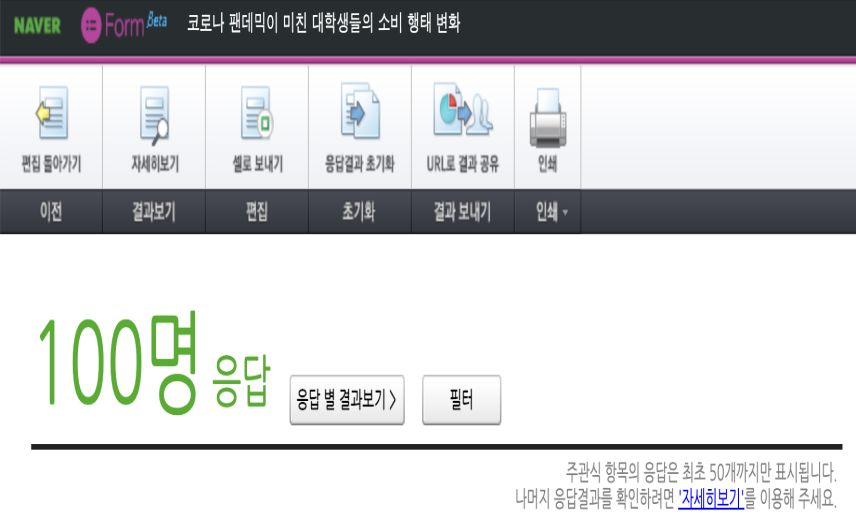 NAVER Form Beta 코로나 팬데믹이 미친 대학생들의 소비 행태 변화
편집 돌아가기 자세히보기 셀로 보내기 응답결과 초기화 URL로 결과 공유 인쇄
이전 결과보기 편집 초기화 결과 보내기 인쇄
100명 응답 응답 별 결과보기 > 필터
주관식 항목의 응답은 최초 50개까지만 표시됩니다.
나머지 응답결과를 확인하려면 '자세히보기'를 이용해 주세요.